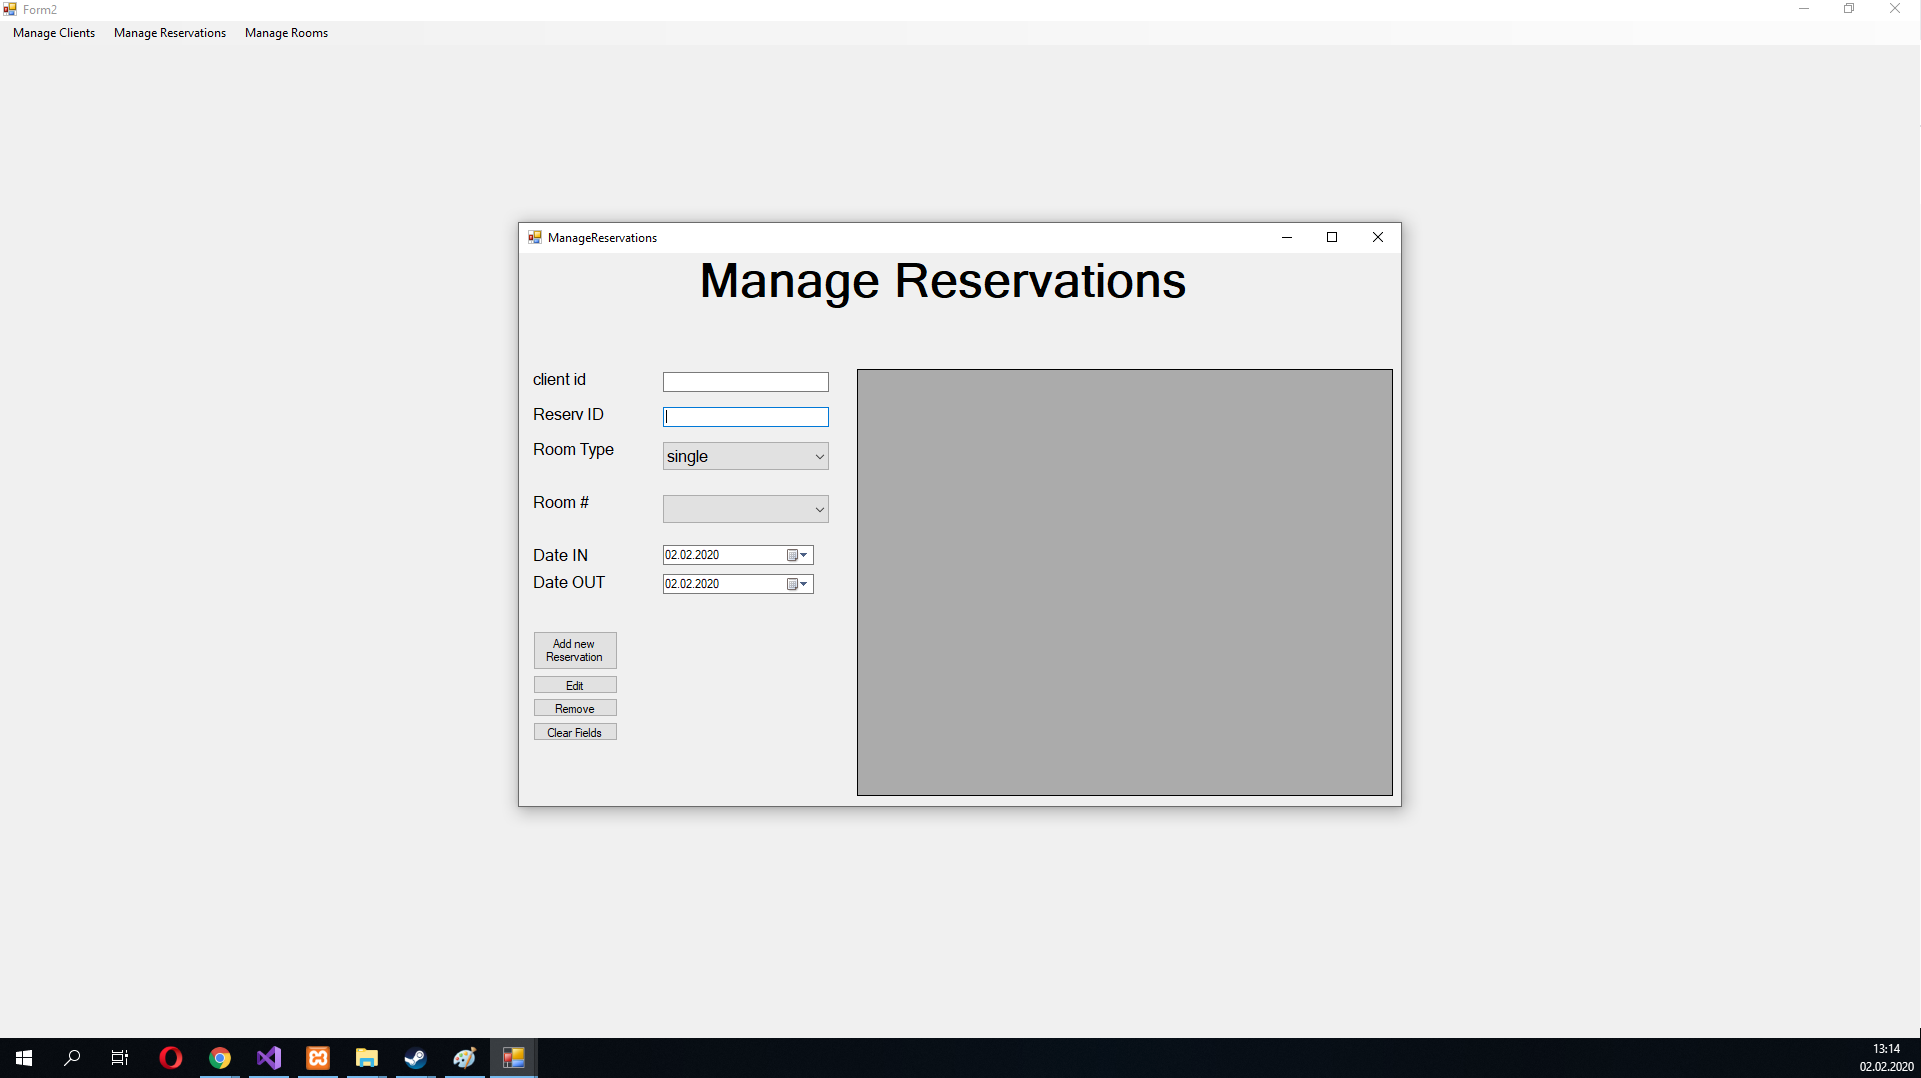 Form2
Manage Clients Manage Reservations Manage Rooms
ManageReservations
Manage Reservations
client id
Reserv ID
Room Type single
Room #
Date IN 02.02.2020
Date OUT 02.02.2020
Add new
Reservation
Edit
Remove
Clear Fields
13:14
02.02.2020